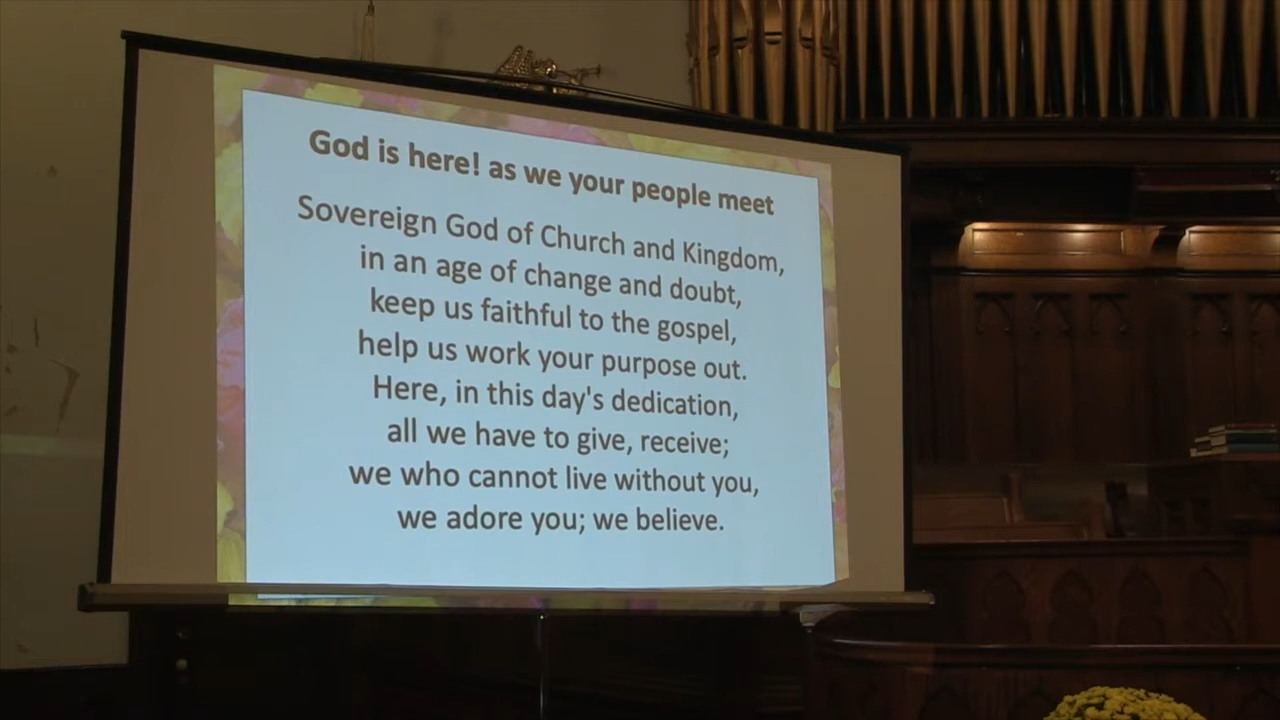 God is here! as we your people meet
Sovereign God of Church and Kingdom,
in an age of change and doubt,
keep us faithful to the gospel,
help us work your purpose out.
Here, in this day's dedication,
all we have to give, receive;
we who cannot live without you,
we adore you; we believe.